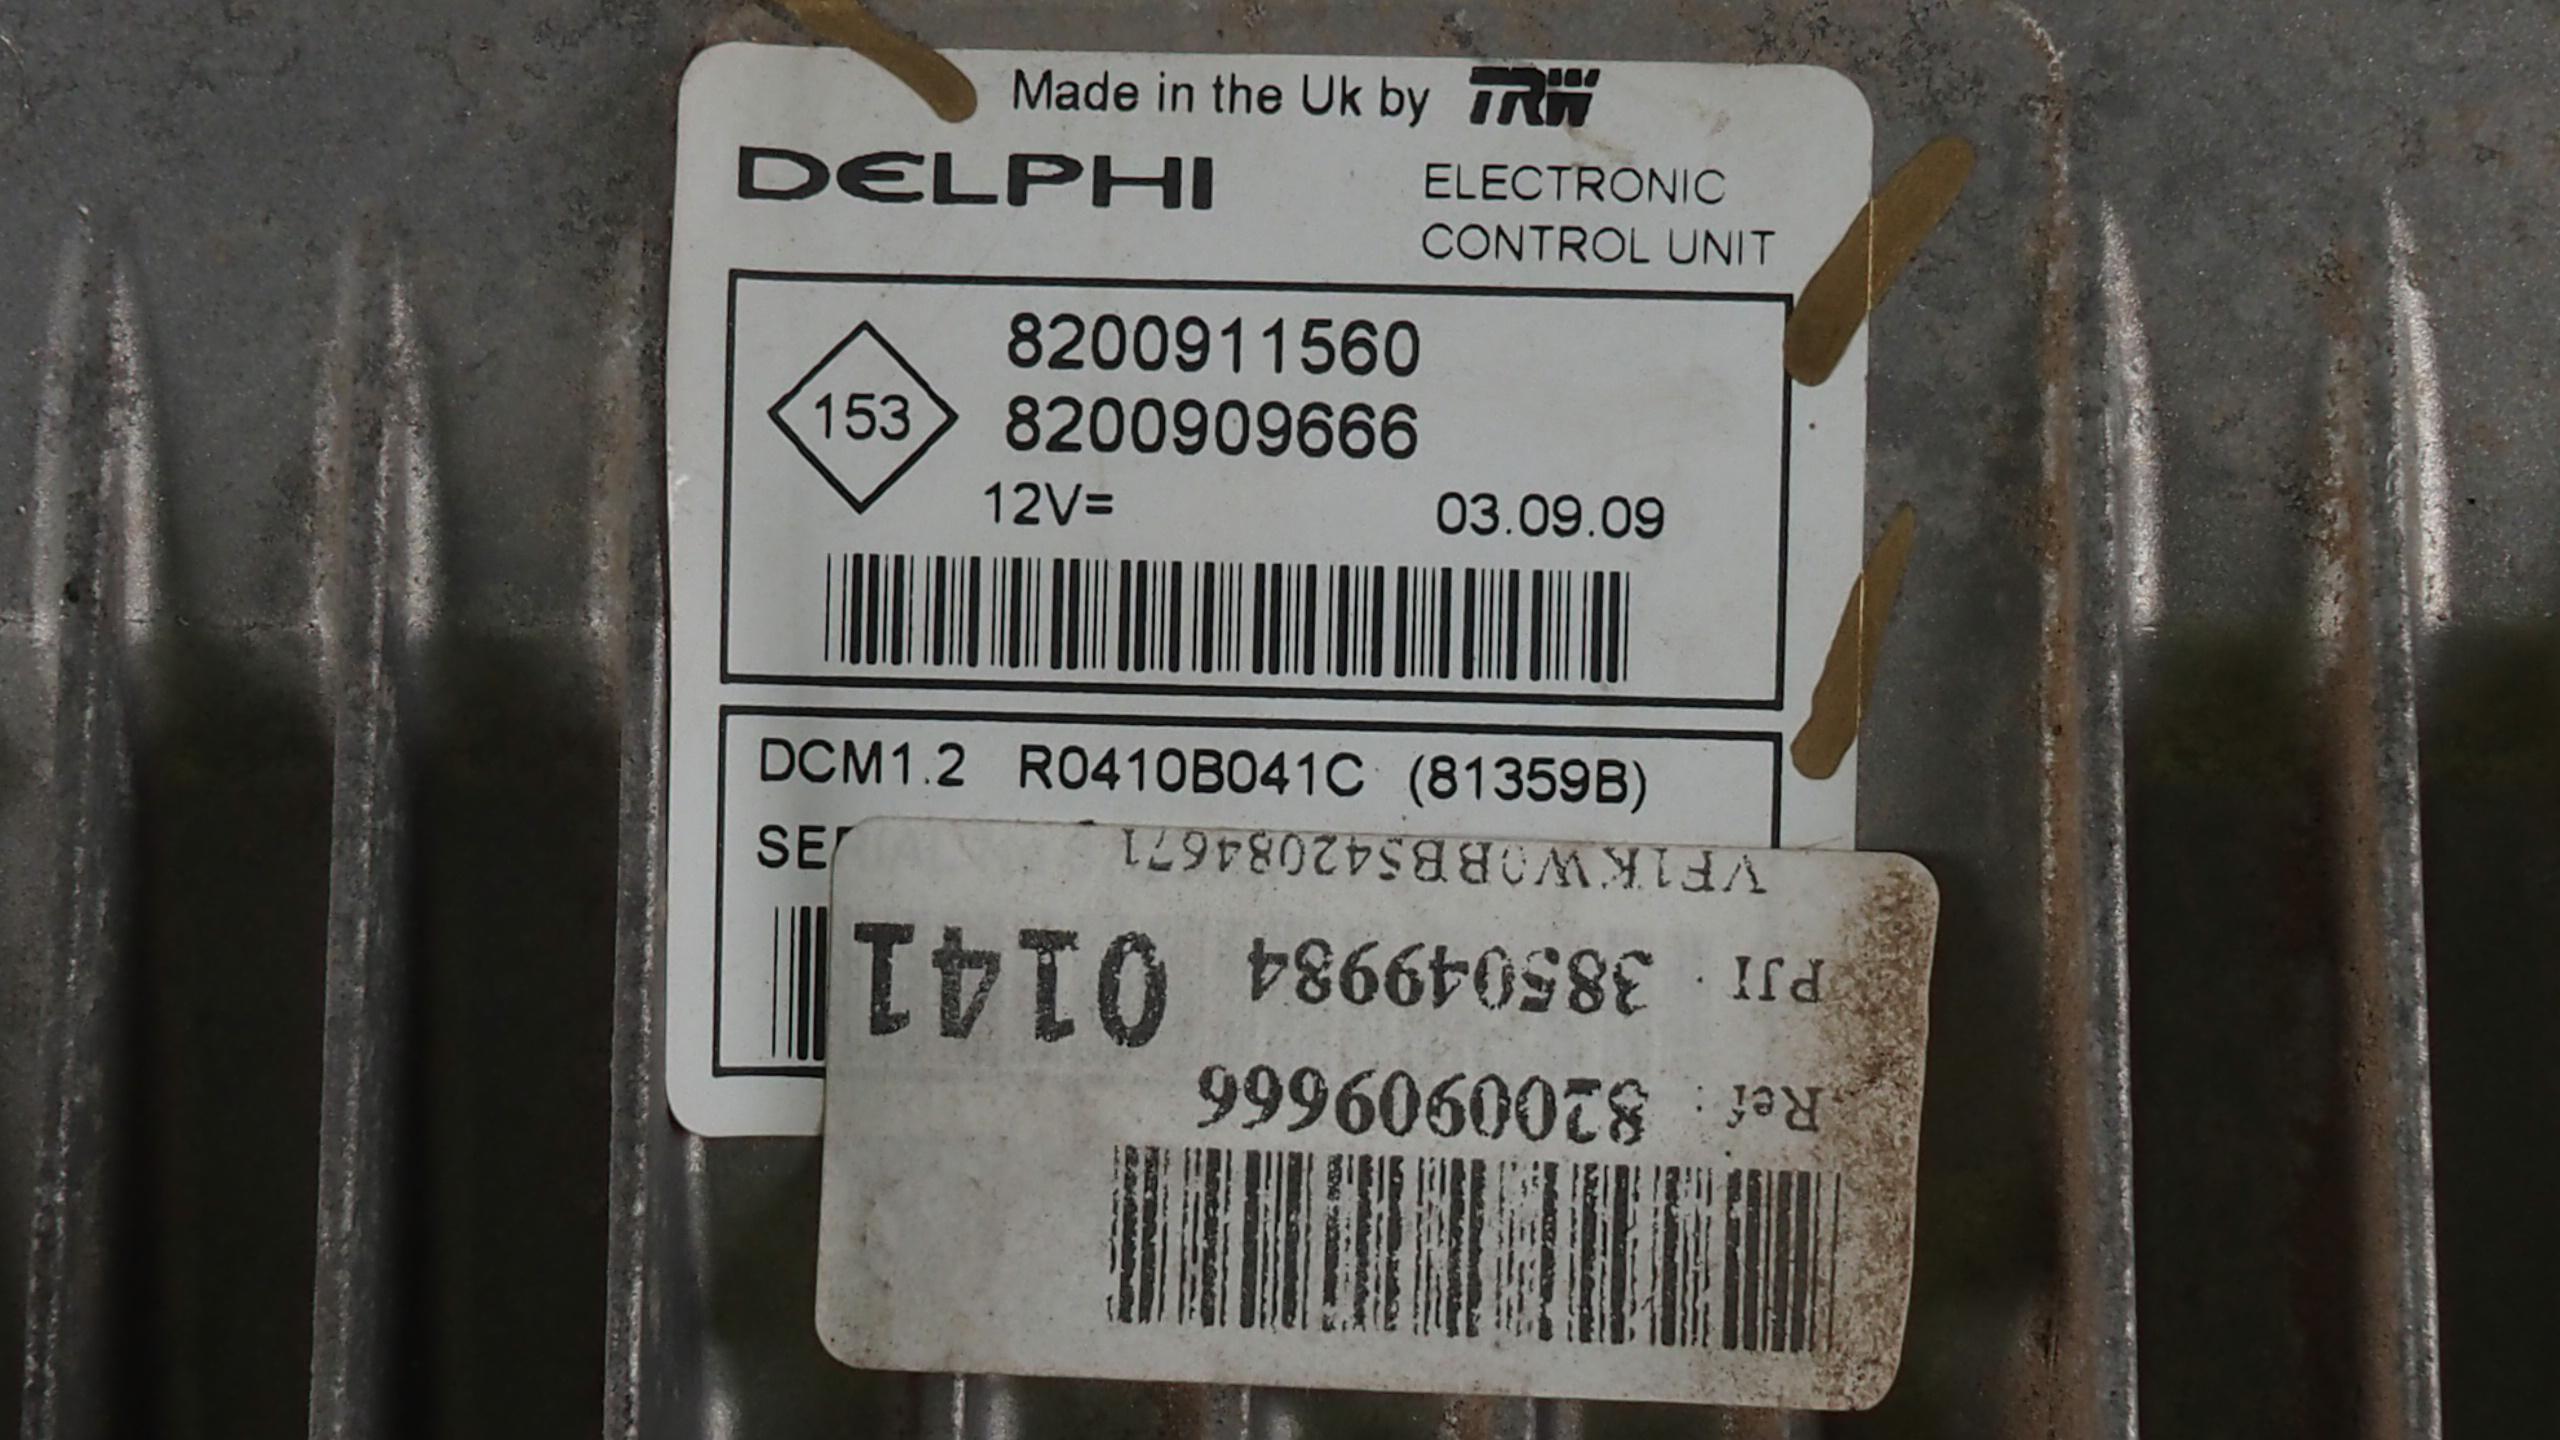 Made in the Uk by TRW
DELPHI
ELECTRONIC
CONTROL UNIT
153
8200911560
8200909666
12V=
03.09.09
DCM1.2 R0410B041C (81359B)
VF1KW0BB542084671
PJI : 3850499984
0141
Ref : 8200909666